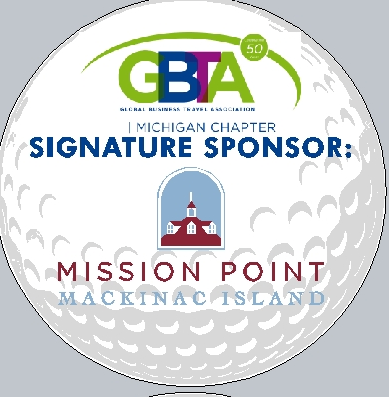 GBTA
50
GLOBAL BUSINESS TRAVEL ASSOCIATION
| MICHIGAN CHAPTER
SIGNATURE SPONSOR:
MISSION POINT
MACKINAC ISLAND